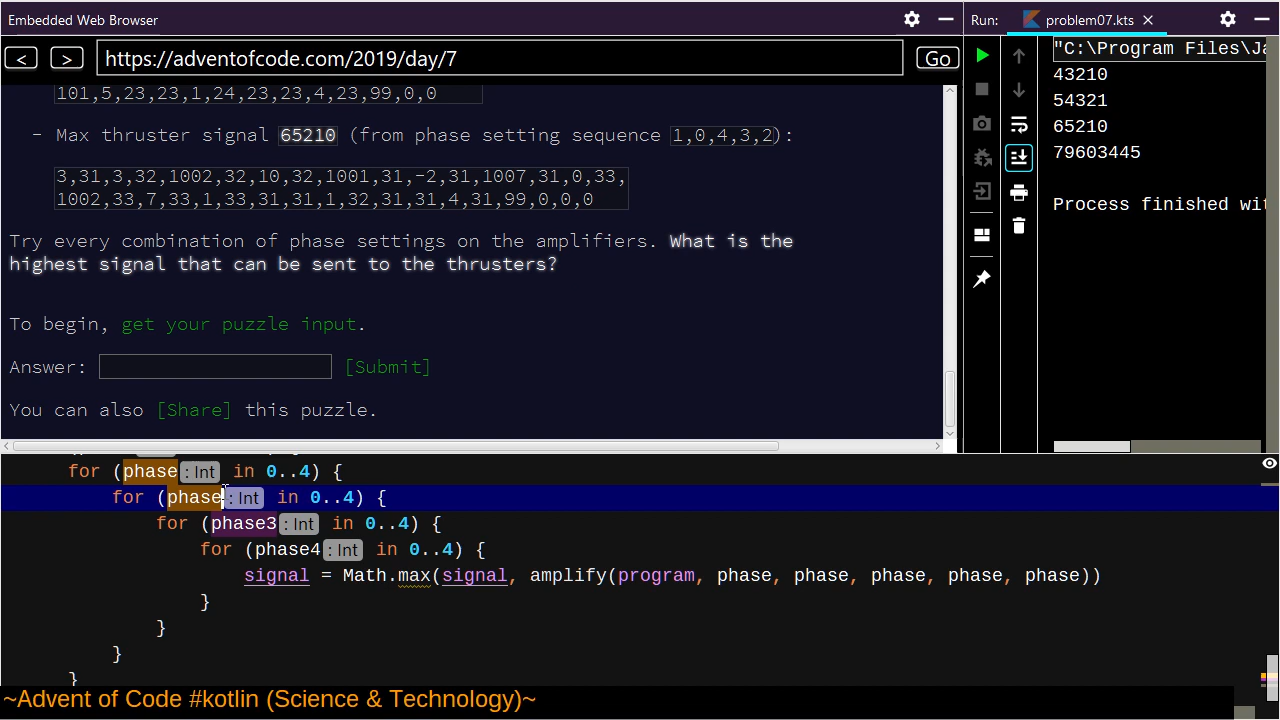 Embedded Web Browser
Run: problem07.kts
< > https://adventofcode.com/2019/day/7 Go
101,5,23,23,1,24,23,23,4,23,99,0,0
- Max thruster signal 65210 (from phase setting sequence 1,0,4,3,2):
3,31,3,32,1002,32,10,32,1001,31,-2,31,1007,31,0,33,
1002,33,7,33,1,33,31,31,1,32,31,31,4,31,99,0,0,0
Try every combination of phase settings on the amplifiers. What is the
highest signal that can be sent to the thrusters?
To begin, get your puzzle input.
Answer: [Submit]
You can also [Share] this puzzle.
"C:\Program Files\Ja
43210
54321
65210
79603445
Process finished wit
for (phase : Int in 0..4) {
for (phase : Int in 0..4) {
for (phase3 : Int in 0..4) {
for (phase4 : Int in 0..4) {
signal = Math.max(signal, amplify(program, phase, phase, phase, phase, phase))
}
}
}
}
~Advent of Code #kotlin (Science & Technology)~